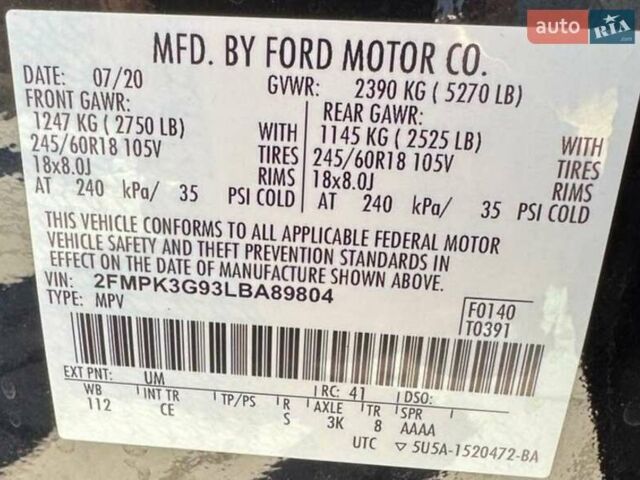 auto RIA.com
MFD. BY FORD MOTOR CO.
DATE: 07/20 GVWR: 2390 KG ( 5270 LB)
FRONT GAWR: REAR GAWR:
1247 KG ( 2750 LB) WITH 1145 KG ( 2525 LB) WITH
245/60R18 105V TIRES 245/60R18 105V TIRES
18x8.0J RIMS 18x8.0J RIMS
AT 240 kPa/ 35 PSI COLD AT 240 kPa/ 35 PSI COLD
THIS VEHICLE CONFORMS TO ALL APPLICABLE FEDERAL MOTOR
VEHICLE SAFETY AND THEFT PREVENTION STANDARDS IN
EFFECT ON THE DATE OF MANUFACTURE SHOWN ABOVE.
VIN: 2FMPK3G93LBA89804
TYPE: MPV
F0140
T0391
EXT PNT: UM RC: 41 DSO:
WB INT TR TP/PS R AXLE TR SPR
112 CE S 3K 8 AAAA
UTC ▽ 5U5A-1520472-BA